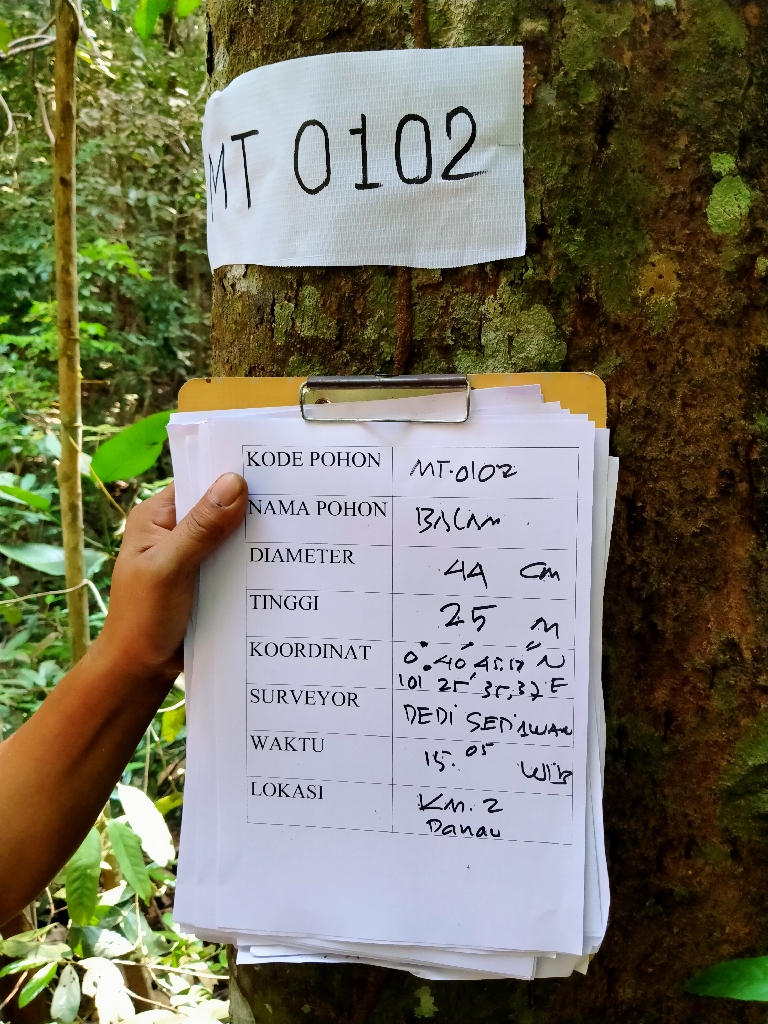 MT 0102
KODE POHON MT.0102
NAMA POHON BALAM
DIAMETER 44 Cm
TINGGI 25 M
KOORDINAT 0° 40' 45.17" N
101 25' 35,37 E
SURVEYOR DEDI SEDIAWAN
WAKTU 15.05 WIB
LOKASI KM. 2
Danau